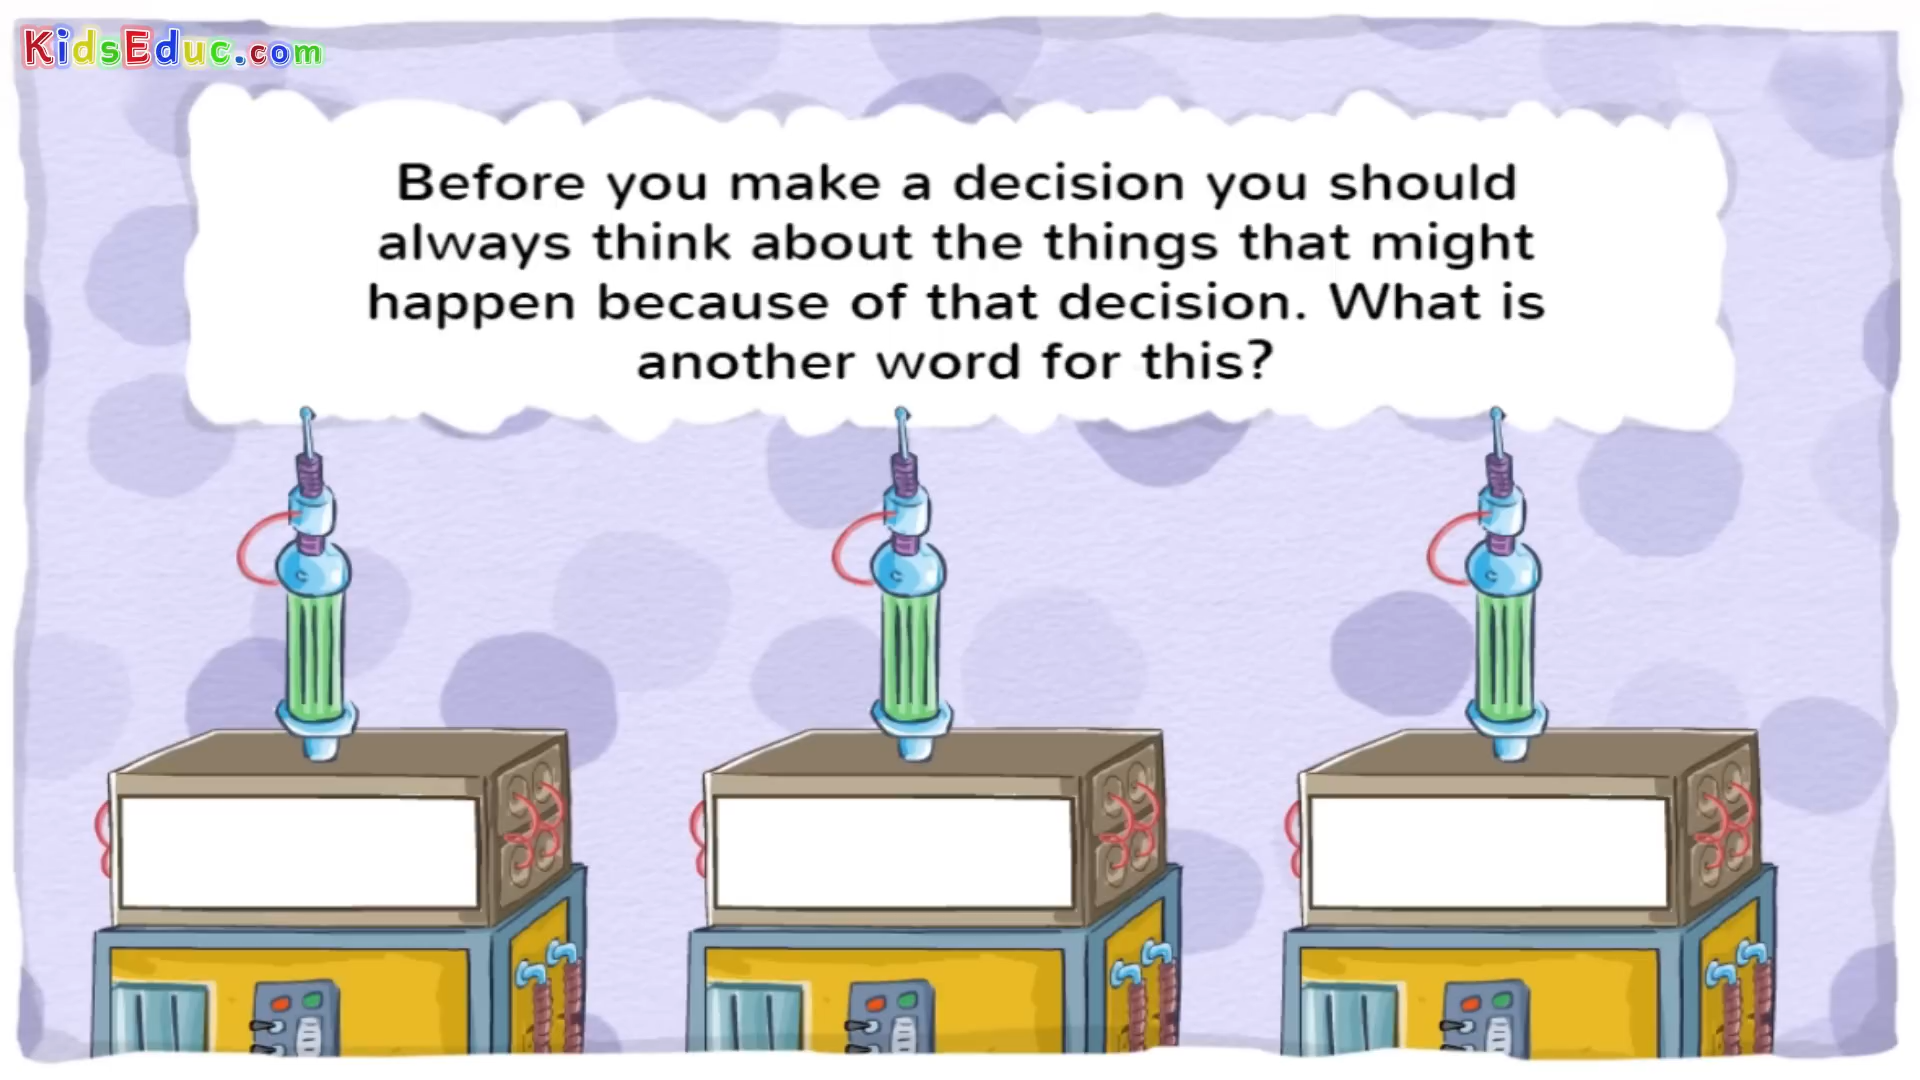 KidsEduc.com
Before you make a decision you should
always think about the things that might
happen because of that decision. What is
another word for this?